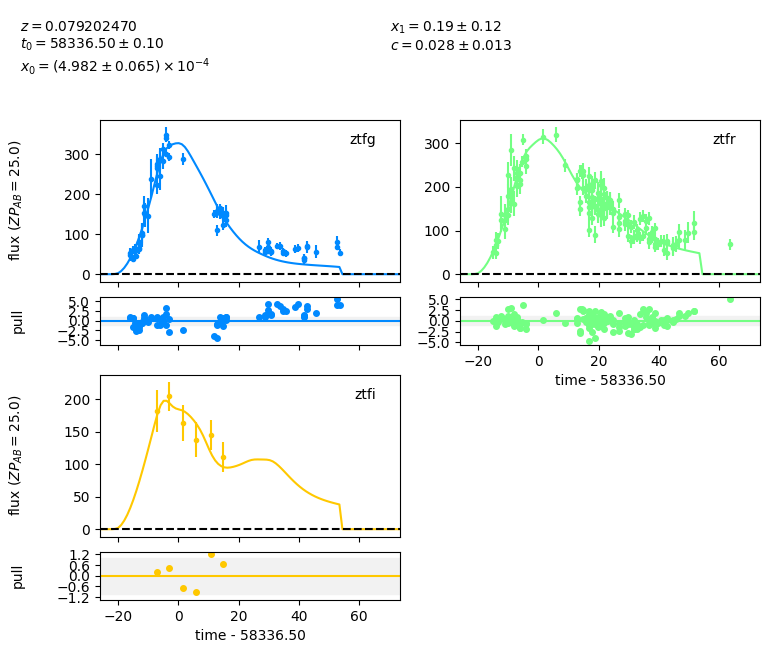 z = 0.079202470
t₀ = 58336.50 ± 0.10
x₀ = (4.982 ± 0.065) × 10⁻⁴
x₁ = 0.19 ± 0.12
c = 0.028 ± 0.013
ztfg
flux (ZP_AB = 25.0)
300
200
100
0
pull
5.0
2.5
0.0
−2.5
−5.0
ztfr
300
200
100
0
5.0
2.5
0.0
−2.5
−5.0
−20 0 20 40 60
time - 58336.50
ztfi
flux (ZP_AB = 25.0)
200
150
100
50
0
pull
1.2
0.6
0.0
−0.6
−1.2
−20 0 20 40 60
time - 58336.50